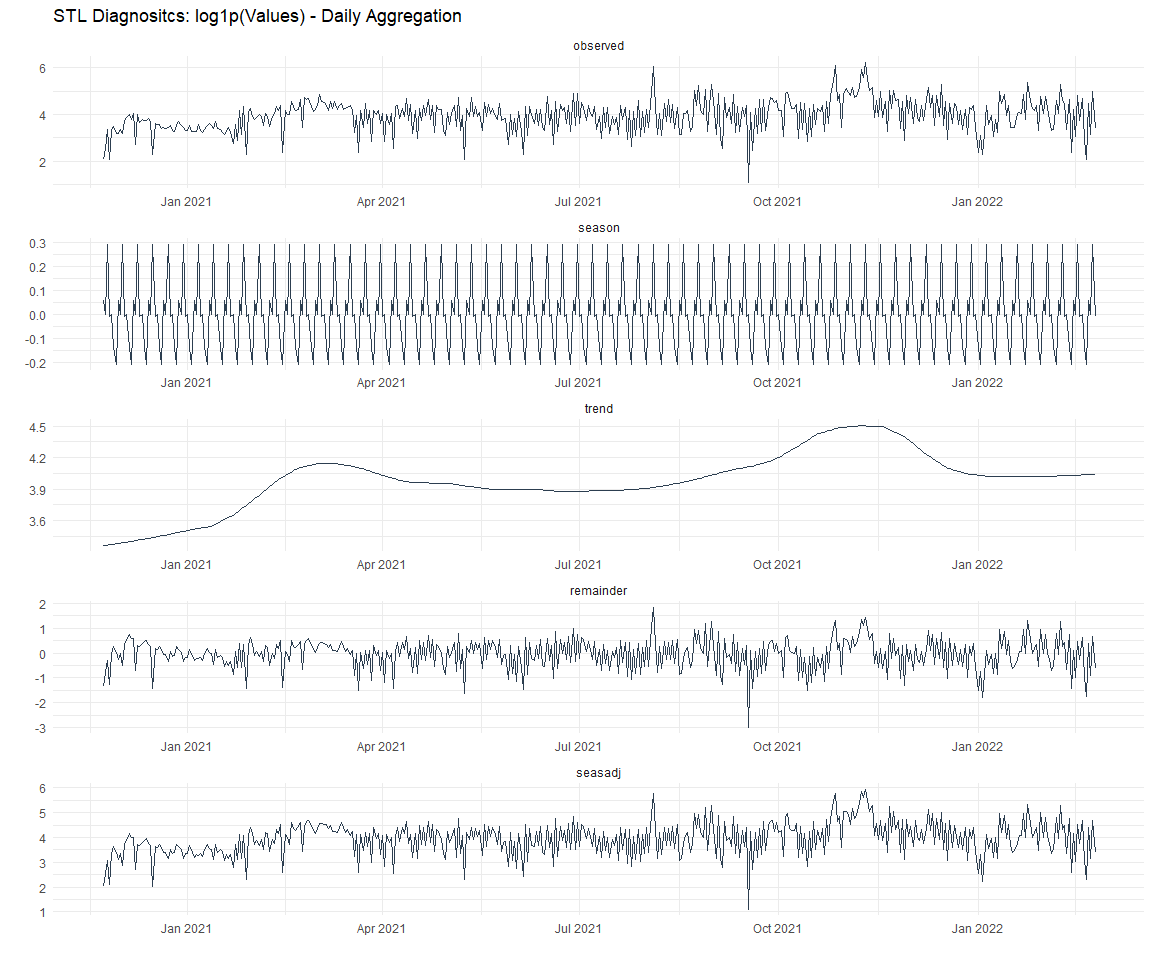 STL Diagnositcs: log1p(Values) - Daily Aggregation
observed
6
4
2
Jan 2021 Apr 2021 Jul 2021 Oct 2021 Jan 2022
season
0.3
0.2
0.1
0.0
-0.1
-0.2
Jan 2021 Apr 2021 Jul 2021 Oct 2021 Jan 2022
trend
4.5
4.2
3.9
3.6
Jan 2021 Apr 2021 Jul 2021 Oct 2021 Jan 2022
remainder
2
1
0
-1
-2
-3
Jan 2021 Apr 2021 Jul 2021 Oct 2021 Jan 2022
seasadj
6
5
4
3
2
1
Jan 2021 Apr 2021 Jul 2021 Oct 2021 Jan 2022